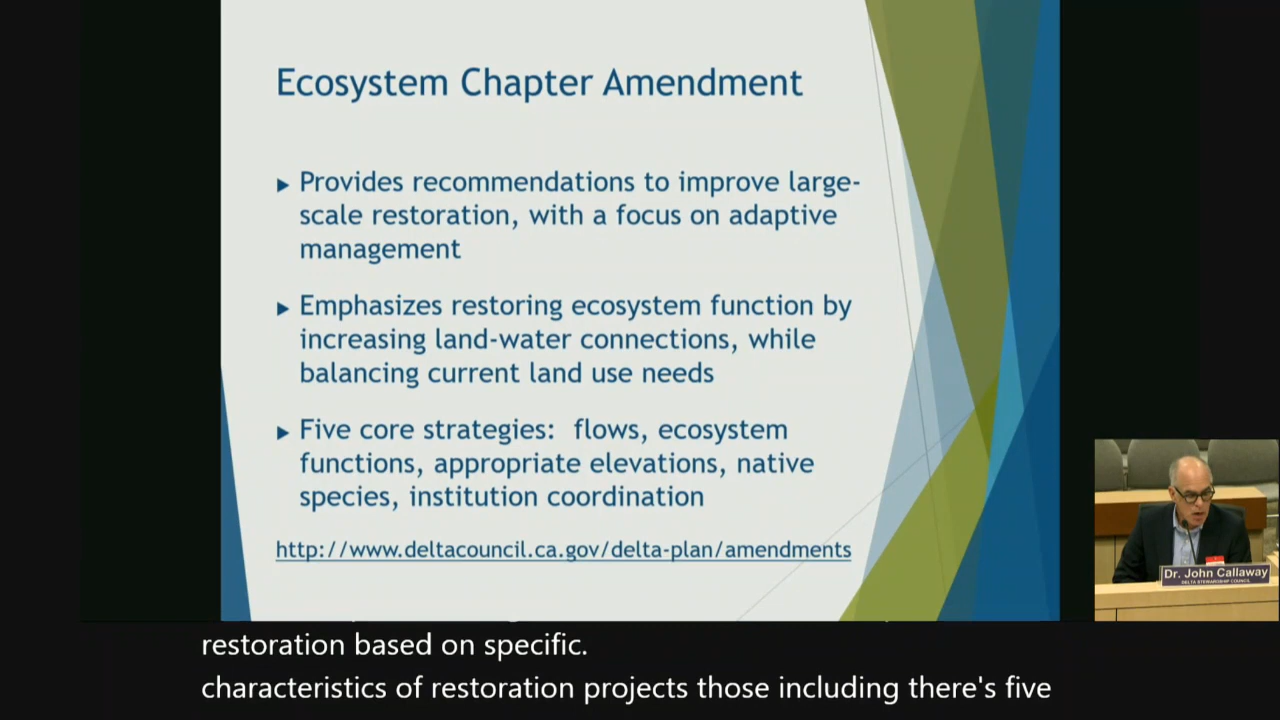 Ecosystem Chapter Amendment
Provides recommendations to improve large-
scale restoration, with a focus on adaptive
management
Emphasizes restoring ecosystem function by
increasing land-water connections, while
balancing current land use needs
Five core strategies: flows, ecosystem
functions, appropriate elevations, native
species, institution coordination
http://www.deltacouncil.ca.gov/delta-plan/amendments
Dr. John Callaway
DELTA STEWARDSHIP COUNCIL
restoration based on specific.
characteristics of restoration projects those including there's five